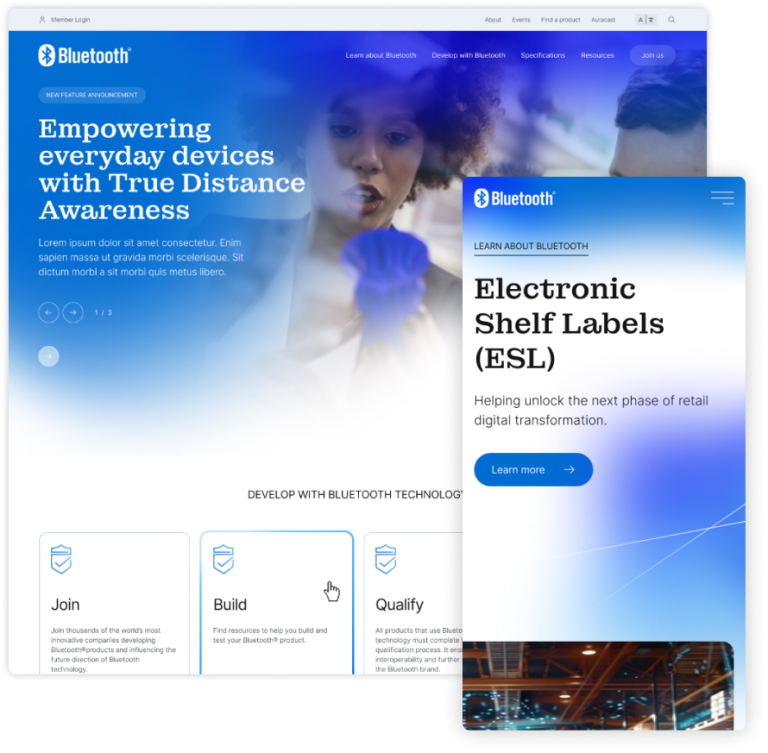 Member Login
About Events Find a product Auracast A
Bluetooth®
Learn about Bluetooth Develop with Bluetooth Specifications Resources Join us
NEW FEATURE ANNOUNCEMENT
Empowering
everyday devices
with True Distance
Awareness
Lorem ipsum dolor sit amet consectetur. Enim
sapien massa ut gravida morbi scelerisque. Sit
dictum morbi a sit morbi quis metus libero.
1 / 3
DEVELOP WITH BLUETOOTH TECHNOLOGY
Join
Join thousands of the world's most
innovative companies developing
Bluetooth®products and influencing the
future direction of Bluetooth
technology.
Build
Find resources to help you build and
test your Bluetooth® product.
Qualify
All products that use Blueto
technology must complete
qualification process. It ens
interoperability and further
the Bluetooth brand.
Bluetooth®
LEARN ABOUT BLUETOOTH
Electronic
Shelf Labels
(ESL)
Helping unlock the next phase of retail
digital transformation.
Learn more